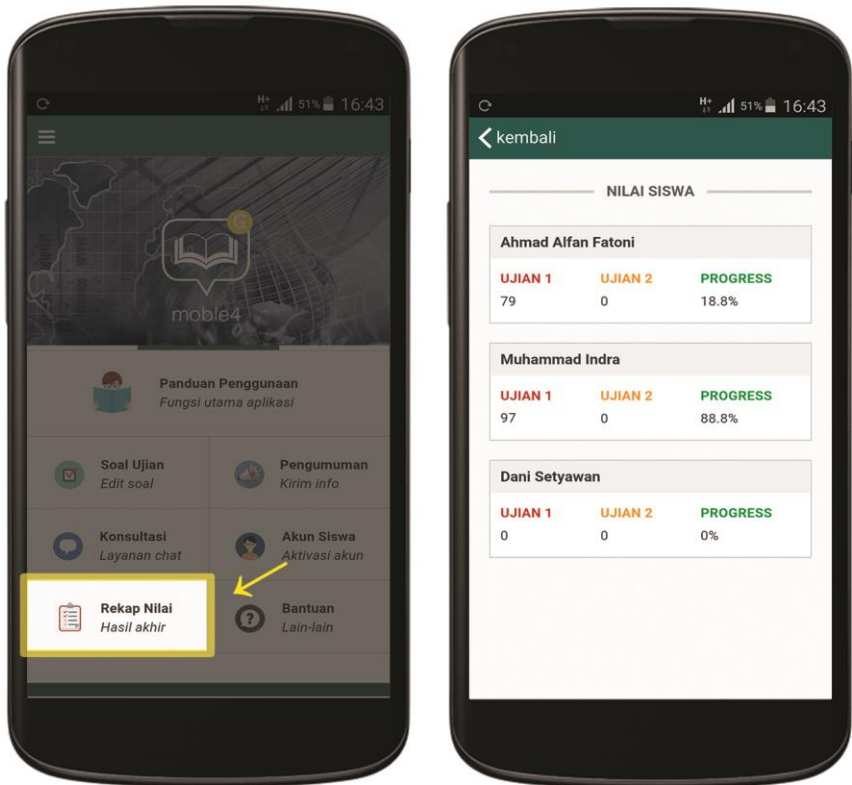 H+ 51% 16:43
G
moble4
Panduan Penggunaan
Fungsi utama aplikasi
Soal Ujian
Edit soal
Pengumuman
Kirim info
Konsultasi
Layanan chat
Akun Siswa
Aktivasi akun
Rekap Nilai
Hasil akhir
Bantuan
Lain-lain
H+ 51% 16:43
kembali
NILAI SISWA
Ahmad Alfan Fatoni
UJIAN 1 UJIAN 2 PROGRESS
79 0 18.8%
Muhammad Indra
UJIAN 1 UJIAN 2 PROGRESS
97 0 88.8%
Dani Setyawan
UJIAN 1 UJIAN 2 PROGRESS
0 0 0%